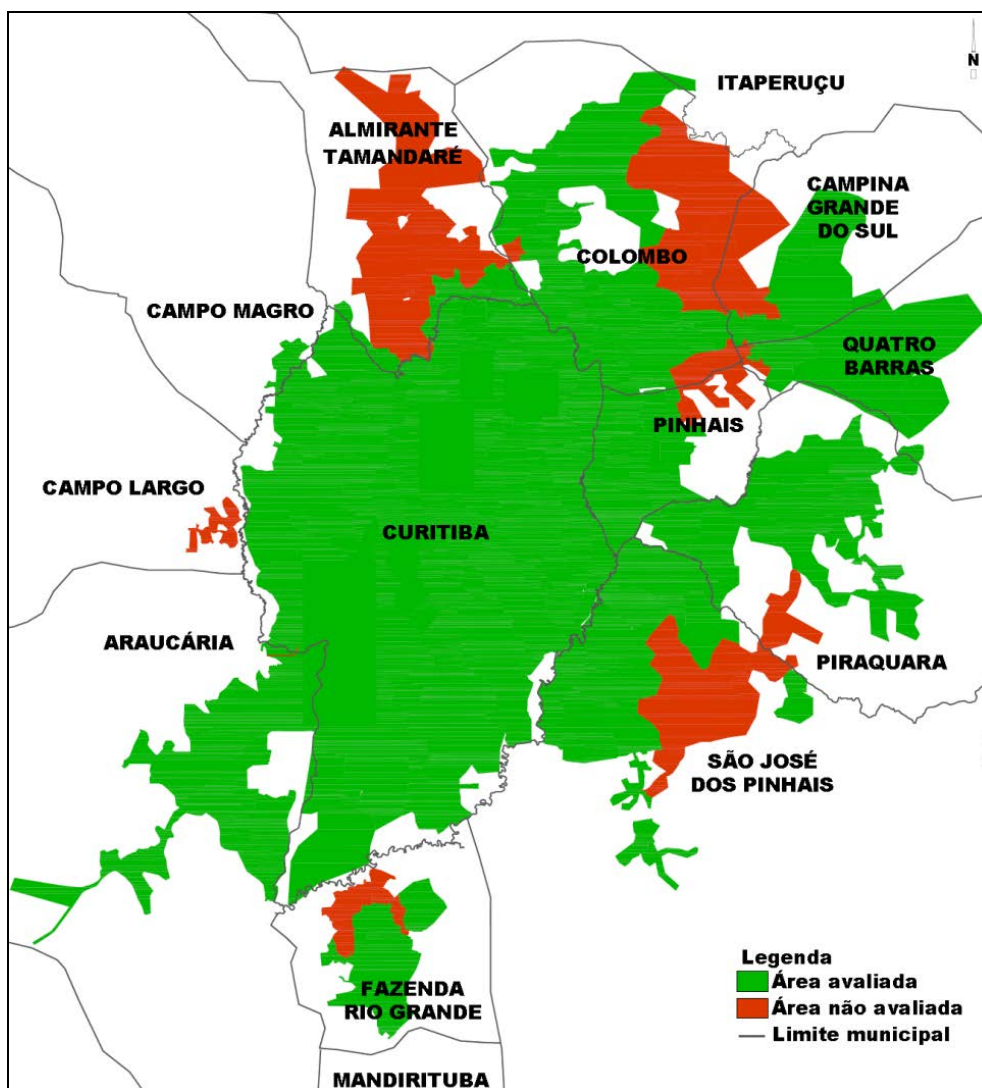 N
ITAPERUÇU
ALMIRANTE
TAMANDARÉ
CAMPINA
GRANDE
DO SUL
COLOMBO
CAMPO MAGRO
QUATRO
BARRAS
PINHAIS
CAMPO LARGO
CURITIBA
ARAUCÁRIA
PIRAQUARA
SÃO JOSÉ
DOS PINHAIS
Legenda
Área avaliada
Área não avaliada
Limite municipal
FAZENDA
RIO GRANDE
MANDIRITUBA